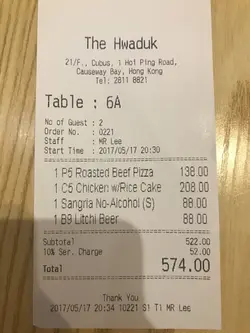 The Hwaduk
21/F., Cubus, 1 Hoi Ping Road,
Causeway Bay, Hong Kong
Tel: 2811 8821
Table : 6A
No of Guest : 2
Order No. : 0221
Staff : MR Lee
Start Time : 2017/05/17 20:30
1 P5 Roasted Beef Pizza 138.00
1 C5 Chicken w/Rice Cake 208.00
1 Sangria No-Alcohol (S) 88.00
1 B9 Litchi Beer 88.00
Subtotal 522.00
10% Ser. Charge 52.00
Total 574.00
Thank You
2017/05/17 20:34 10221 S1 T1 MR Lee